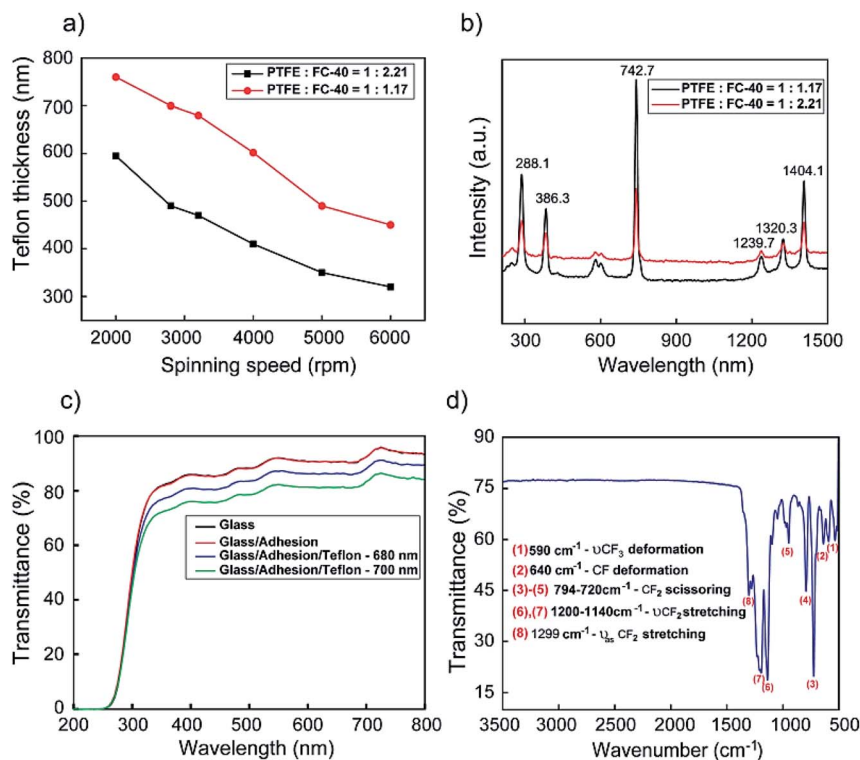 a)
800
700
600
500
400
300
Teflon thickness (nm)
PTFE : FC-40 = 1 : 2.21
PTFE : FC-40 = 1 : 1.17
2000 3000 4000 5000 6000
Spinning speed (rpm)
b)
Intensity (a.u.)
742.7
PTFE : FC-40 = 1 : 1.17
PTFE : FC-40 = 1 : 2.21
288.1
386.3
1404.1
1320.3
1239.7
300 600 900 1200 1500
Wavelength (nm)
c)
100
80
60
40
20
0
Transmittance (%)
Glass
Glass/Adhesion
Glass/Adhesion/Teflon - 680 nm
Glass/Adhesion/Teflon - 700 nm
200 300 400 500 600 700 800
Wavelength (nm)
d)
90
75
60
45
30
15
Transmittance (%)
(1) 590 cm⁻¹ - υCF₃ deformation
(2) 640 cm⁻¹ - CF deformation
(3)-(5) 794-720cm⁻¹ - CF₂ scissoring
(6),(7) 1200-1140cm⁻¹ - υCF₂ stretching
(8) 1299 cm⁻¹ - υas CF₂ stretching
(5)
(2)
(1)
(8)
(4)
(7)
(6)
(3)
3500 3000 2500 2000 1500 1000 500
Wavenumber (cm⁻¹)